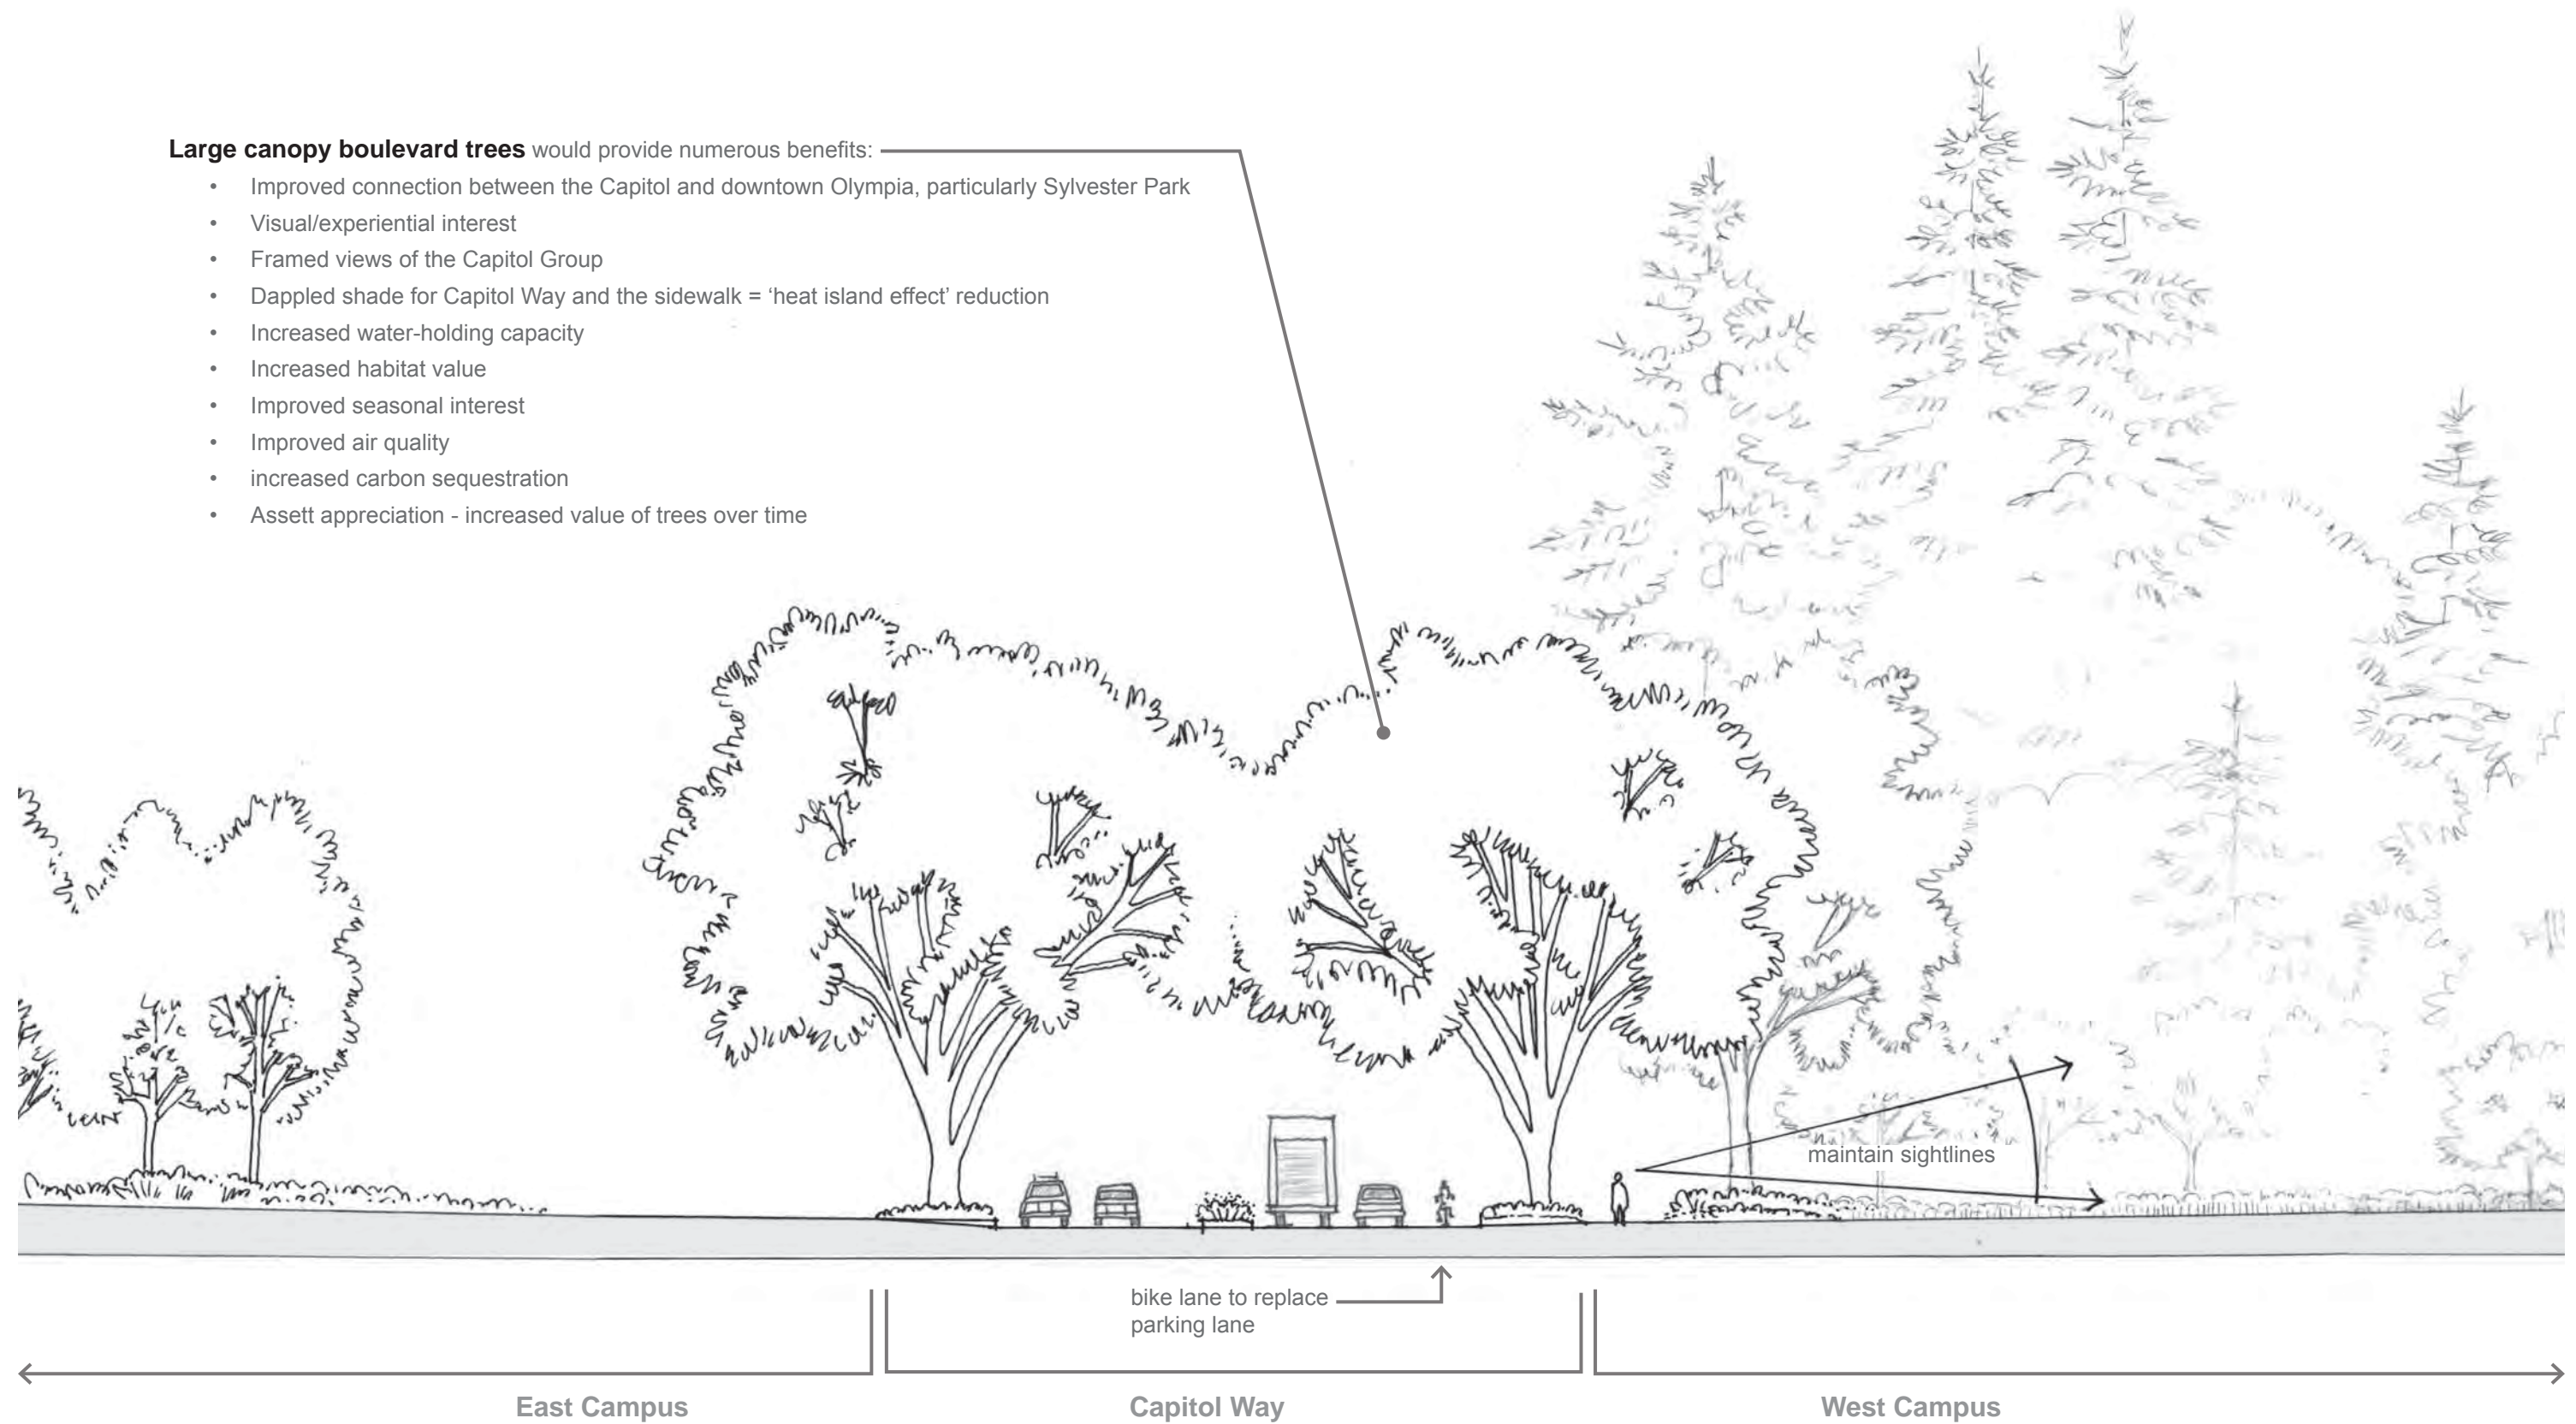 Large canopy boulevard trees would provide numerous benefits:
• Improved connection between the Capitol and downtown Olympia, particularly Sylvester Park
• Visual/experiential interest
• Framed views of the Capitol Group
• Dappled shade for Capitol Way and the sidewalk = ‘heat island effect’ reduction
• Increased water-holding capacity
• Increased habitat value
• Improved seasonal interest
• Improved air quality
• increased carbon sequestration
• Assett appreciation - increased value of trees over time
maintain sightlines
bike lane to replace
parking lane
East Campus
Capitol Way
West Campus